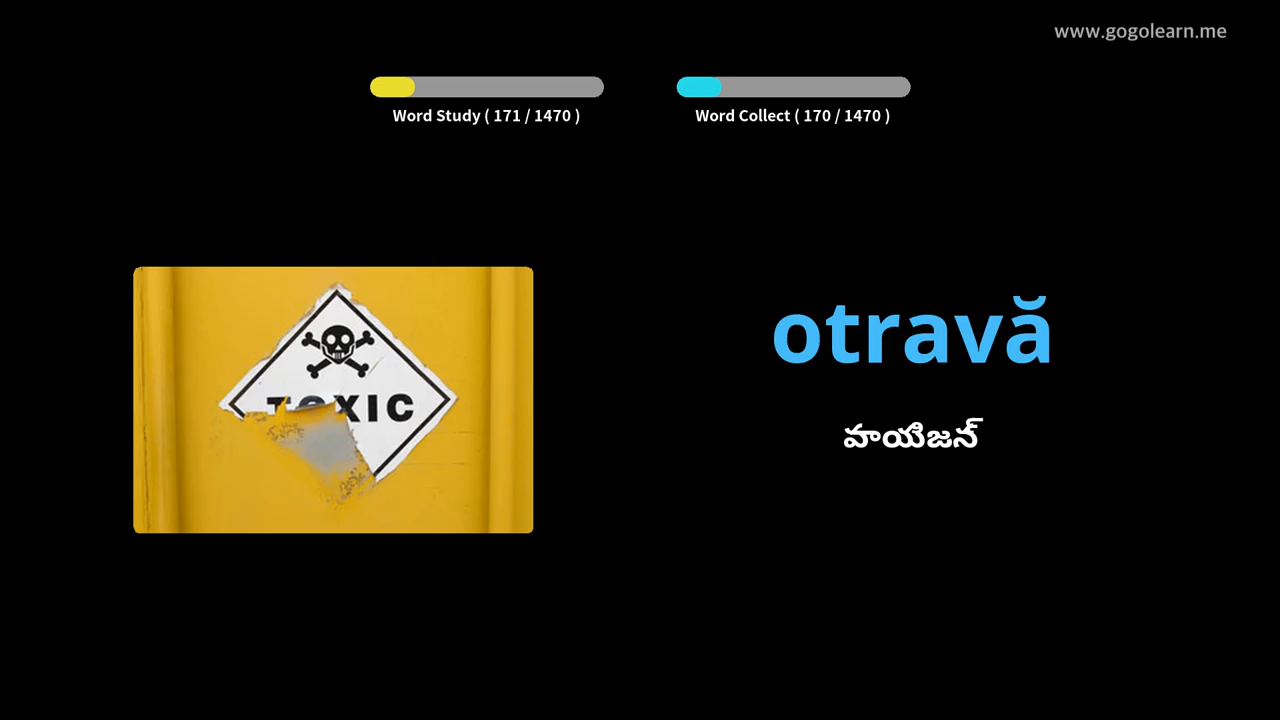 www.gogolearn.me
Word Study ( 171 / 1470 )
Word Collect ( 170 / 1470 )
TOXIC
otravă
పాయిజన్